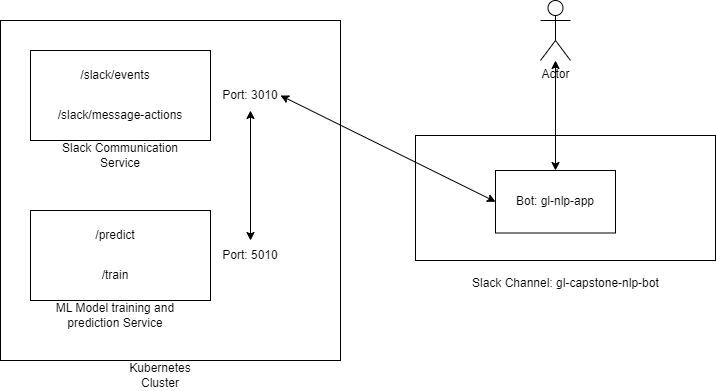 /slack/events
/slack/message-actions
Port: 3010
Slack Communication
Service
/predict
/train
Port: 5010
ML Model training and
prediction Service
Kubernetes
Cluster
Actor
Bot: gl-nlp-app
Slack Channel: gl-capstone-nlp-bot